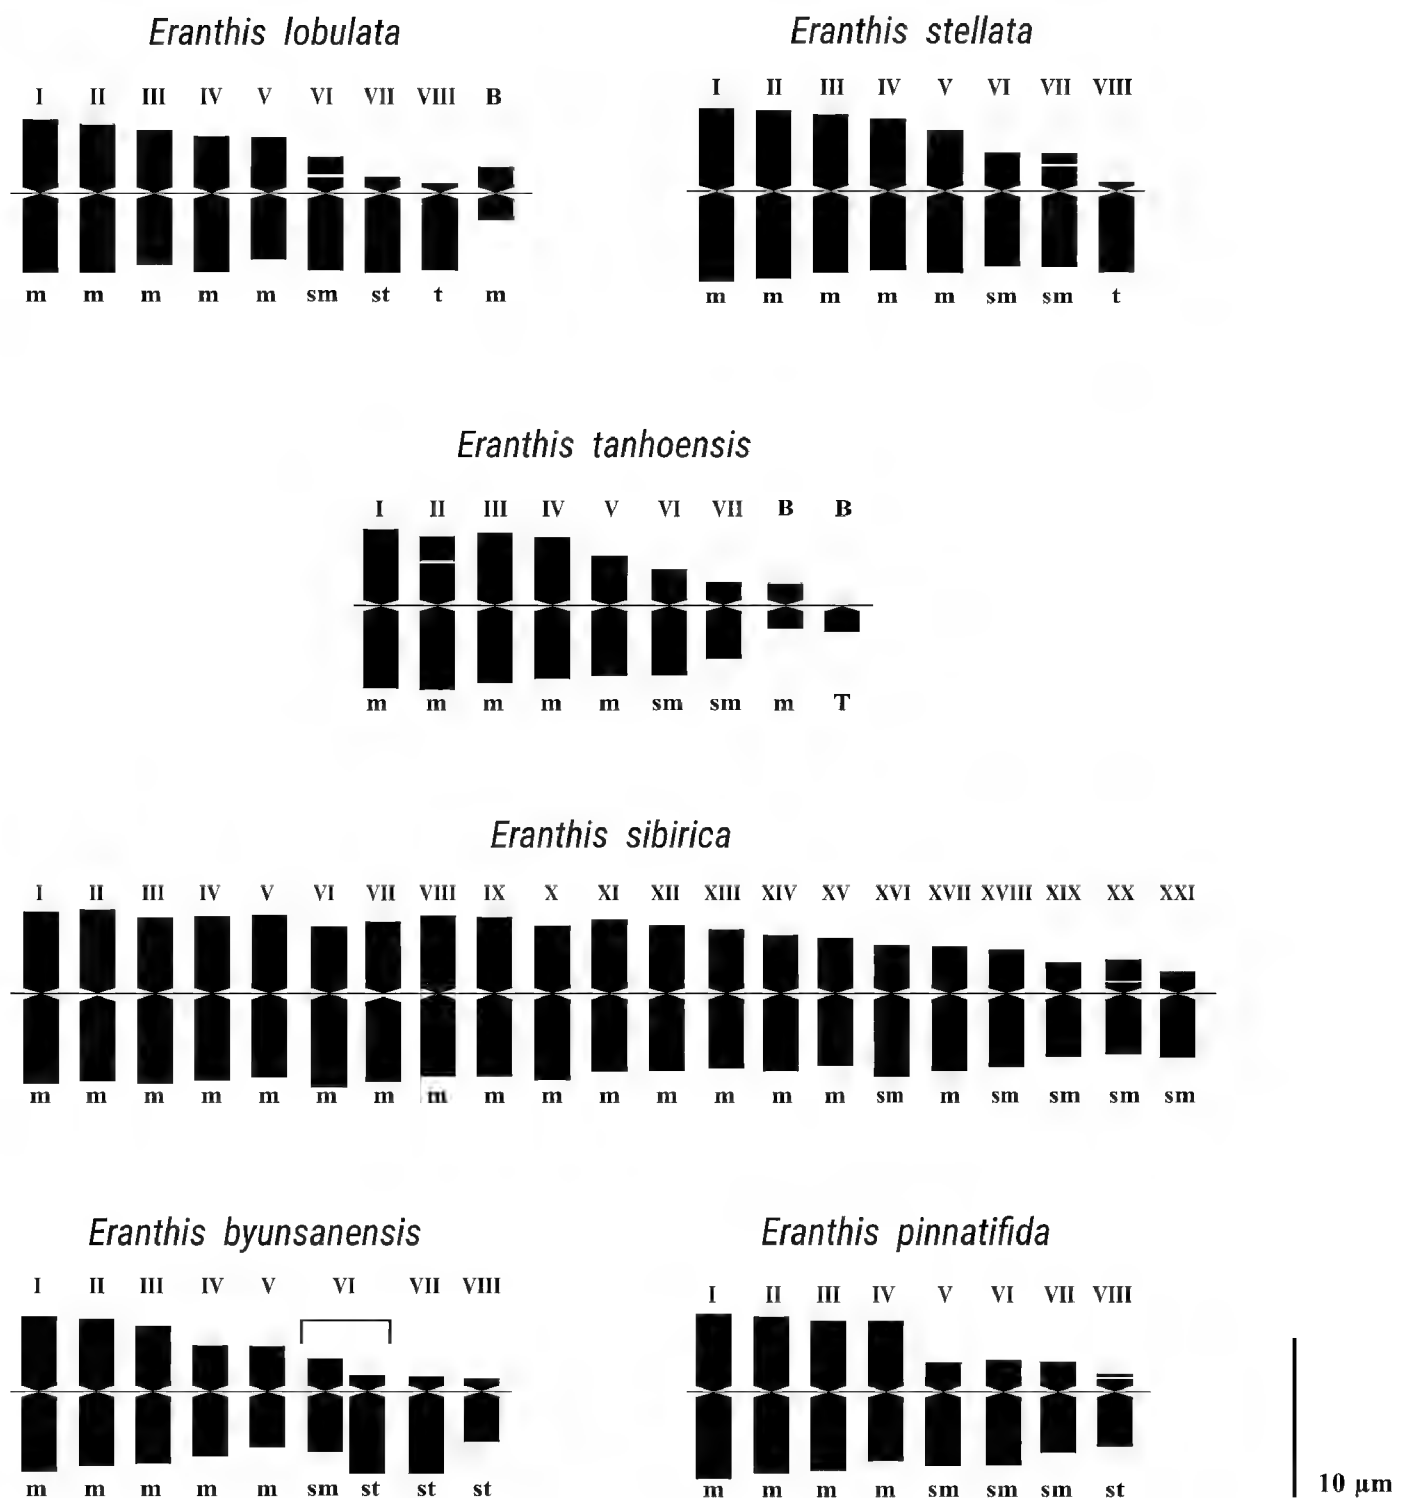 Eranthis lobulata
I II III IV V VI VII VIII B
m m m m m sm st t m
Eranthis stellata
I II III IV V VI VII VIII
m m m m m sm sm t
Eranthis tanhoensis
I II III IV V VI VII B B
m m m m m sm sm m T
Eranthis sibirica
I II III IV V VI VII VIII IX X XI XII XIII XIV XV XVI XVII XVIII XIX XX XXI
m m m m m m m m m m m m m m m sm m sm sm sm sm
Eranthis byunsanensis
I II III IV V VI VII VIII
m m m m m sm st st st
Eranthis pinnatifida
I II III IV V VI VII VIII
m m m m sm sm sm st
10 μm